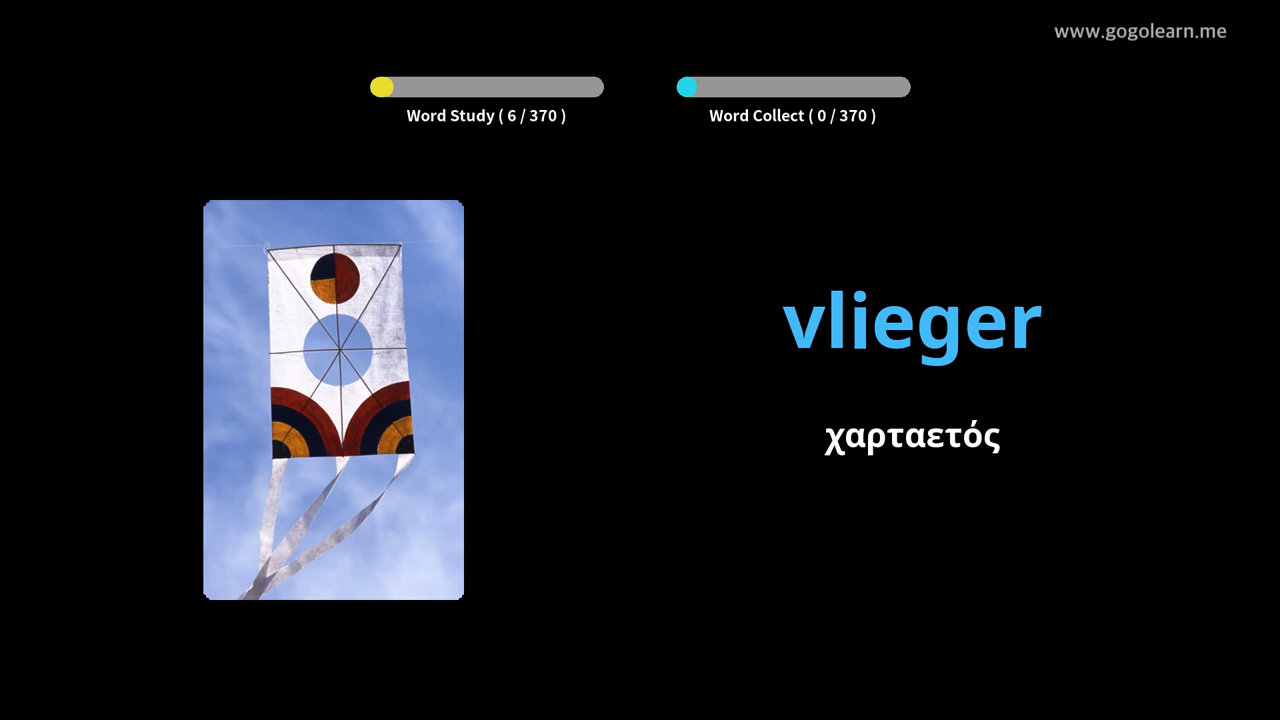 www.gogolearn.me
Word Study ( 6 / 370 )
Word Collect ( 0 / 370 )
vlieger
χαρταετός